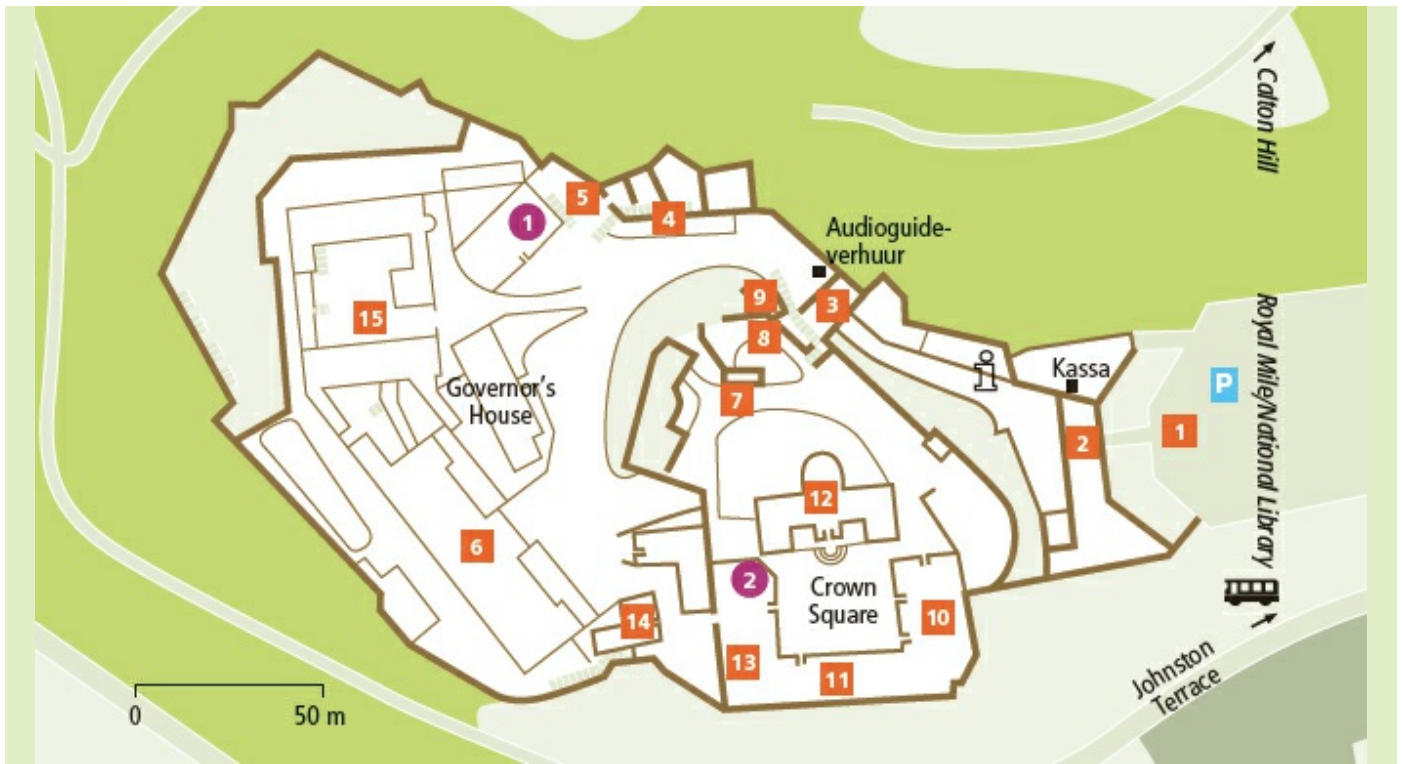 Calton Hill
1
5
4
Audioguide-
verhuur
9
3
8
15
Governor's
House
7
i
Kassa
P
Royal Mile/National Library
2
1
12
6
2
Crown
Square
14
10
13
11
Johnston
Terrace
0
50 m